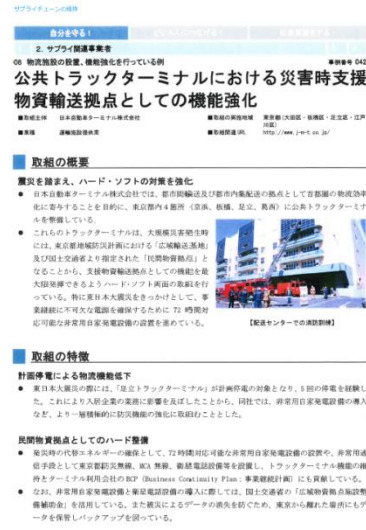 サプライチェーンの維持
自分を守る！
2. サプライ関連事業者
08 物流施設の設置、機能強化を行っている例
事例番号 042
公共トラックターミナルにおける災害時支援
物資輸送拠点としての機能強化
■取組主体 日本自動車ターミナル株式会社
■取組の実施地域 東京都(大田区・板橋区・足立区・江戸
川区)
■業種 運輸施設提供業
■取組関連 URL http://www.j-m-t.co.jp/
取組の概要
震災を踏まえ、ハード・ソフトの対策を強化
● 日本自動車ターミナル株式会社では、都市間輸送及び都市内集配送の拠点として首都圏の物流効率
化に寄与することを目的に、東京都内4箇所（京浜、板橋、足立、葛西）に公共トラックターミナ
ルを整備している。
● これらのトラックターミナルは、大規模災害発生時
には、東京都地域防災計画における「広域輸送基地」
及び国土交通省より指定された「民間物資拠点」と
なることから、支援物資輸送拠点としての機能を最
大限発揮できるようハード・ソフト両面の取組を行
っている。特に東日本大震災をきっかけとして、事
業継続に不可欠な電源を確保するために 72 時間対
応可能な非常用自家発電設備の設置を進めている。
【配送センターでの消防訓練】
取組の特徴
計画停電による物流機能低下
● 東日本大震災の際には、「足立トラックターミナル」が計画停電の対象となり、5 回の停電を経験し
た。これにより入居企業の業務に影響を及ぼしたことから、同社では、非常用自家発電設備の導入
など、より一層積極的に防災機能の強化に取組むこととした。
民間物資拠点としてのハード整備
● 発災時の代替エネルギーの確保として、72 時間対応可能な非常用自家発電設備の設置や、非常用通
信手段として東京都防災無線、MCA 無線、衛星電話設備等を設置し、トラックターミナル機能の維
持とターミナル利用会社のBCP（Business Continuity Plan：事業継続計画）にも貢献している。
● なお、非常用自家発電設備と衛星電話設備の導入に際しては、国土交通省の「広域物資拠点施設整
備費補助金」を活用している。また被災によるデータの消失を防ぐため、東京から離れた場所にもデ
ータを保管しバックアップを図っている。